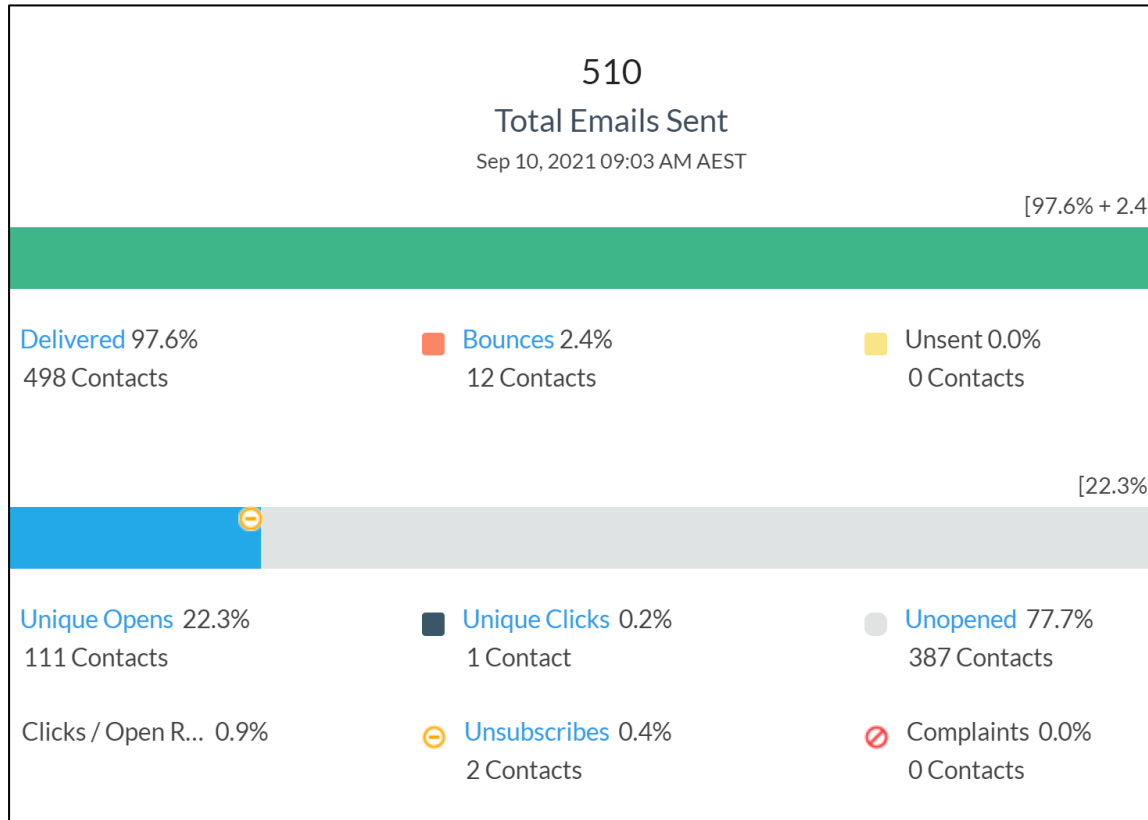 510
Total Emails Sent
Sep 10, 2021 09:03 AM AEST
[97.6% + 2.4
Delivered 97.6%
498 Contacts
Bounces 2.4%
12 Contacts
Unsent 0.0%
0 Contacts
[22.3%
Unique Opens 22.3%
111 Contacts
Unique Clicks 0.2%
1 Contact
Unopened 77.7%
387 Contacts
Clicks / Open R... 0.9%
Unsubscribes 0.4%
2 Contacts
Complaints 0.0%
0 Contacts